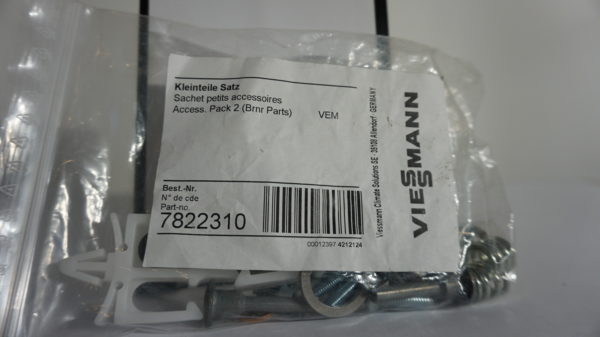 Kleinteile Satz
Sachet petits accessoires
Access. Pack 2 (Brnr Parts) VEM
Best.-Nr.
N° de cde
Part-no.
7822310
00012397 4212124
Viessmann Climate Solutions SE · 35108 Allendorf · GERMANY
VIESSMANN